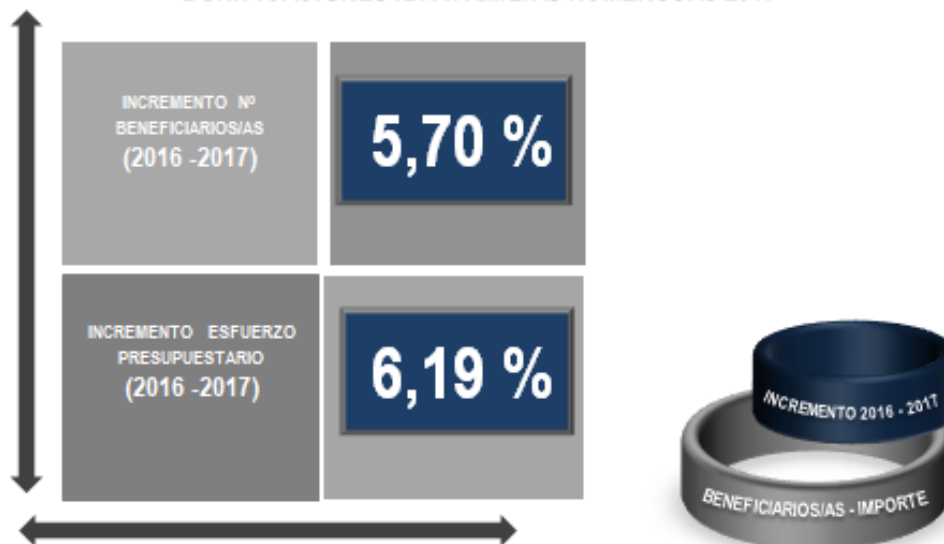 INCREMENTO Nº
BENEFICIARIOS/AS
(2016 -2017)
5,70 %
INCREMENTO ESFUERZO
PRESUPUESTARIO
(2016 -2017)
6,19 %
INCREMENTO 2016 - 2017
BENEFICIARIOS/AS - IMPORTE